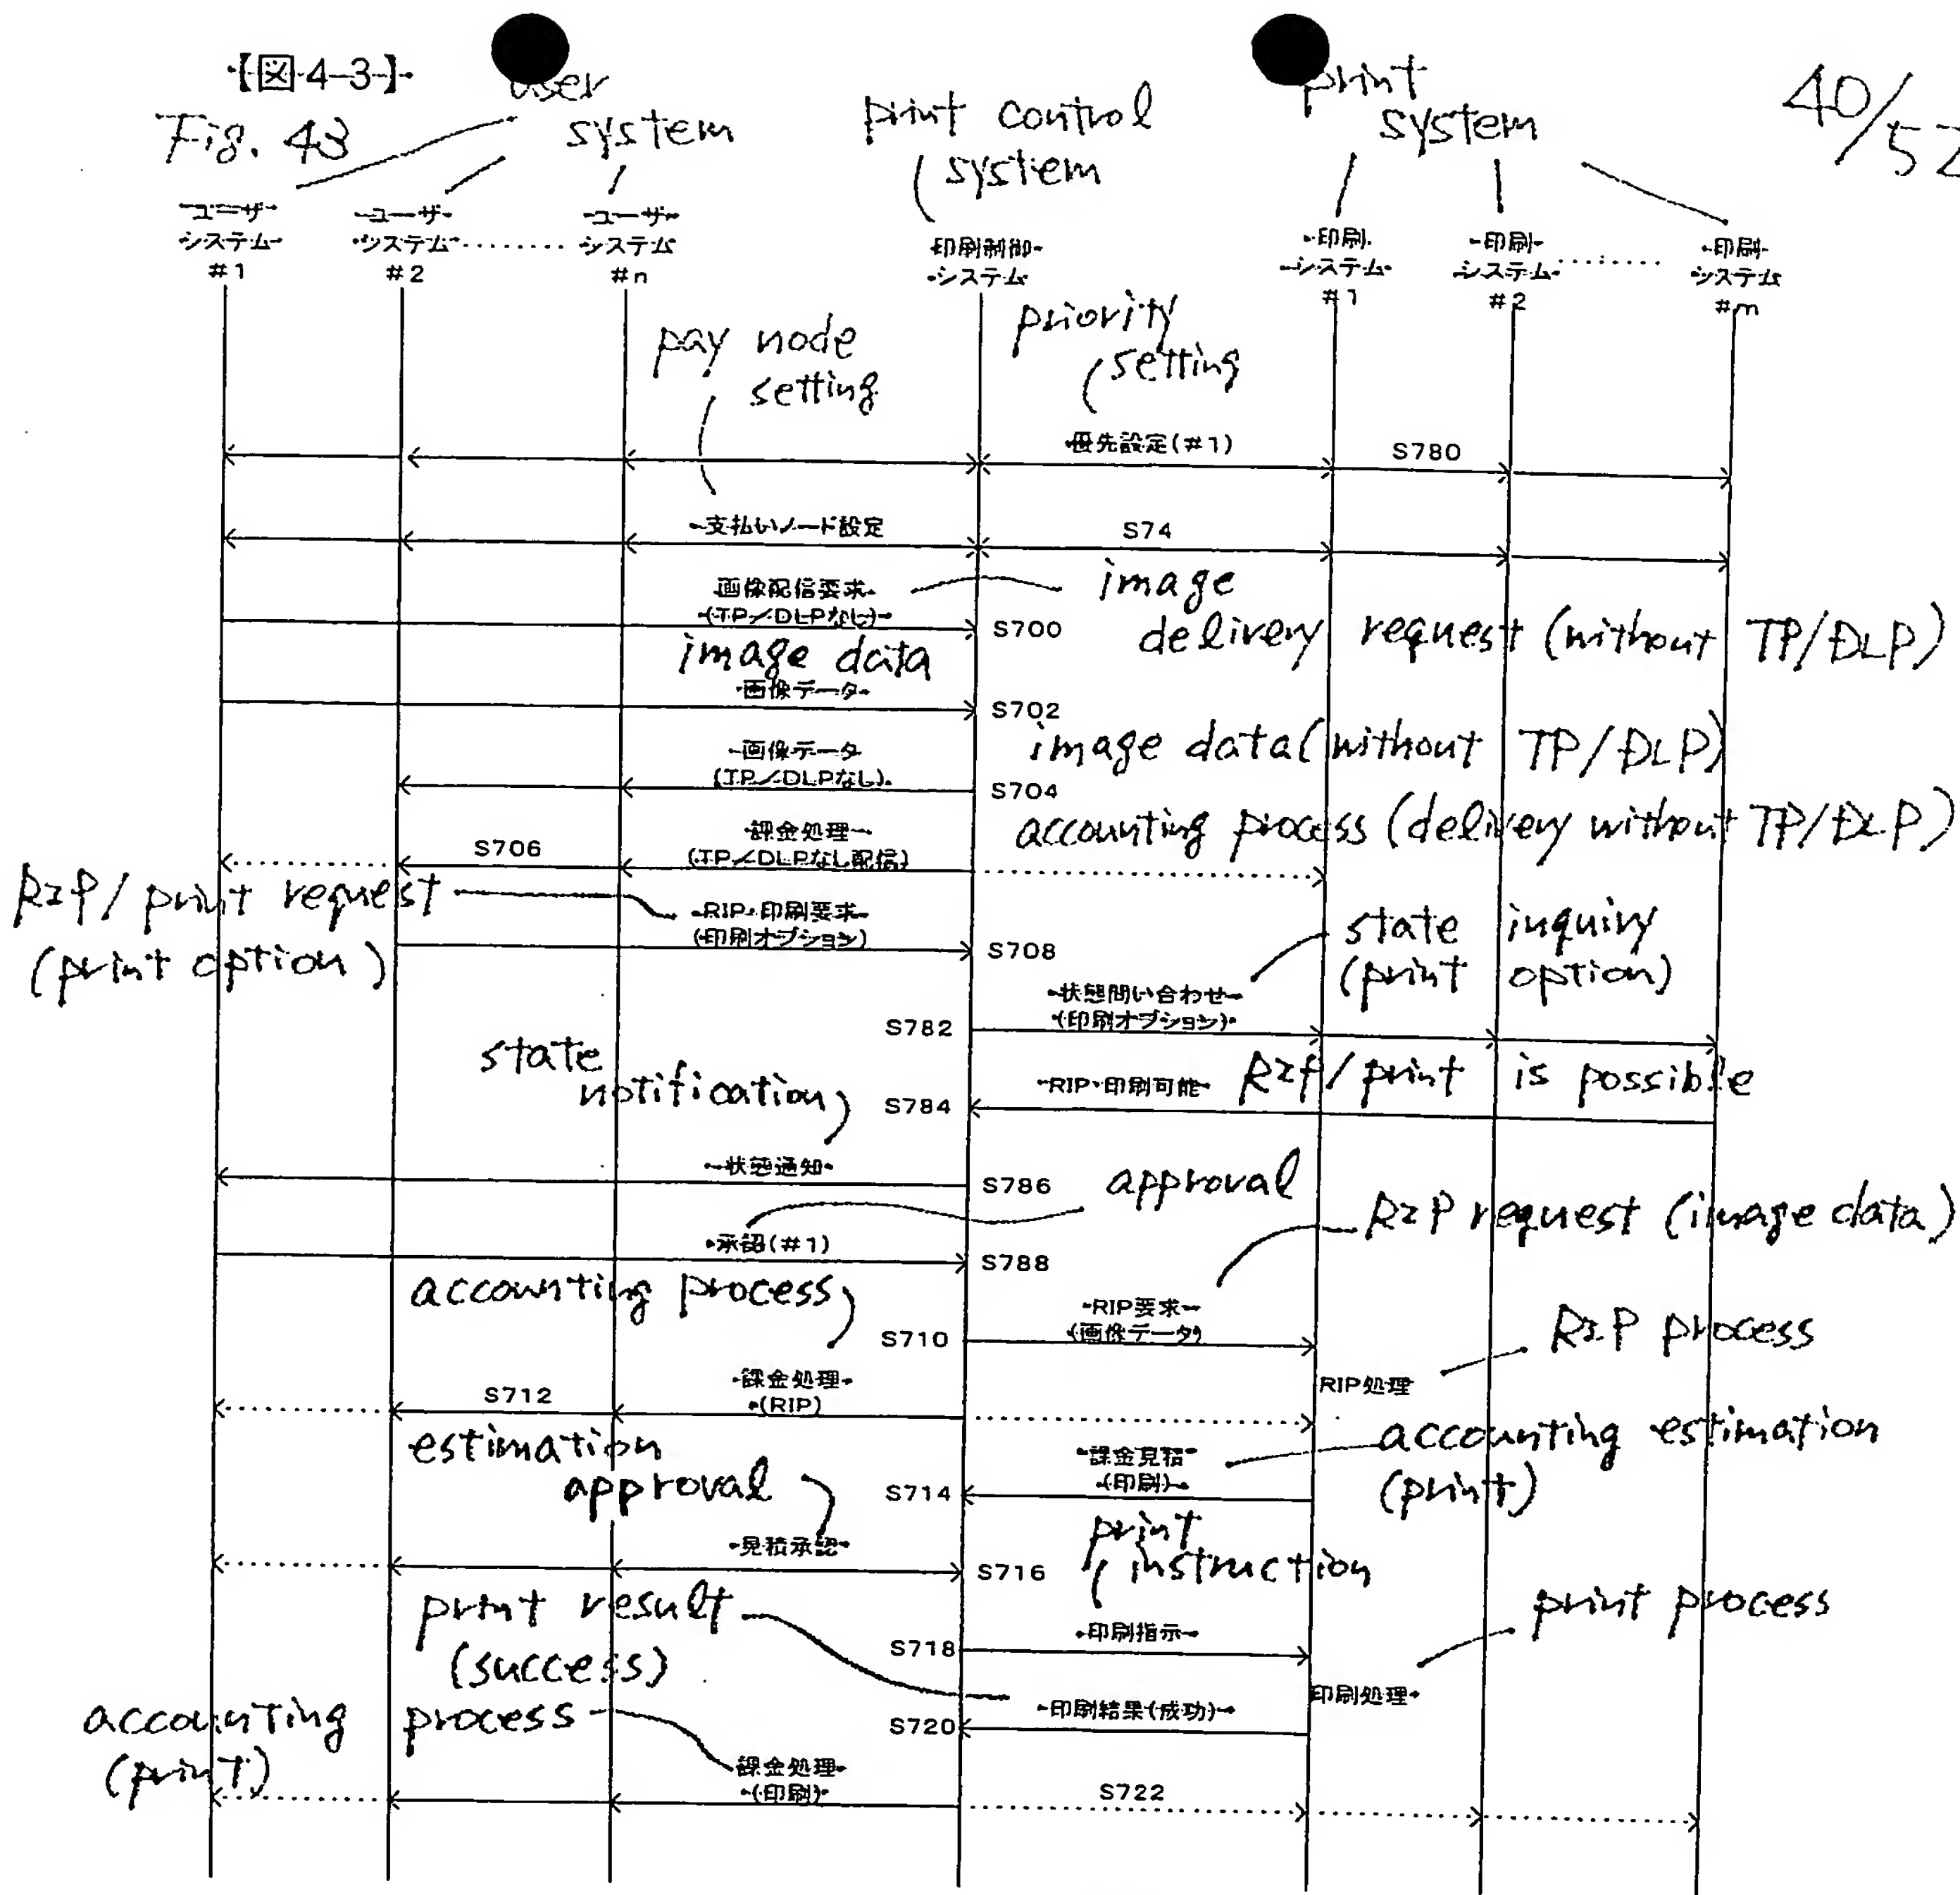 【図43】
Fig. 43
user
system
print control
system
print
system
40/52
ユーザ
システム
#1
ユーザ
システム
#2
ユーザ
システム
#n
印刷制御
システム
印刷
システム
#1
印刷
システム
#2
印刷
システム
#m
pay node
setting
priority
setting
優先設定(#1)
S780
支払いノード設定
S74
画像配信要求
(TP/DLPなし)
S700
image
delivery request (without TP/DLP)
image data
画像データ
S702
画像データ
(TP/DLPなし)
S704
image data (without TP/DLP)
課金処理
(TP/DLPなし配信)
S706
accounting process (delivery without TP/DLP)
RIP/print request
(print option)
RIP・印刷要求
(印刷オプション)
S708
state inquiry
(print option)
状態問い合わせ
(印刷オプション)
S782
state
notification
RIP・印刷可能
S784
RIP/print is possible
状態通知
S786
approval
承認(#1)
S788
RIP request (image data)
accounting process
RIP要求
(画像データ)
S710
RIP process
RIP処理
課金処理
(RIP)
S712
estimation
approval
課金見積
(印刷)
S714
accounting estimation
(print)
見積承認
S716
print
instruction
print result
(success)
印刷指示
S718
print process
印刷処理
印刷結果(成功)
S720
accounting process
(print)
課金処理
(印刷)
S722